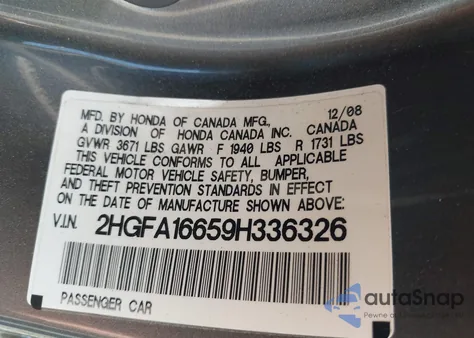 MFD. BY HONDA OF CANADA MFG., 12/08
A DIVISION OF HONDA CANADA INC. CANADA
GVWR 3671 LBS GAWR F 1940 LBS R 1731 LBS
THIS VEHICLE CONFORMS TO ALL APPLICABLE
FEDERAL MOTOR VEHICLE SAFETY, BUMPER,
AND THEFT PREVENTION STANDARDS IN EFFECT
ON THE DATE OF MANUFACTURE SHOWN ABOVE:
V.I.N. 2HGFA16659H336326
PASSENGER CAR
autoSnap